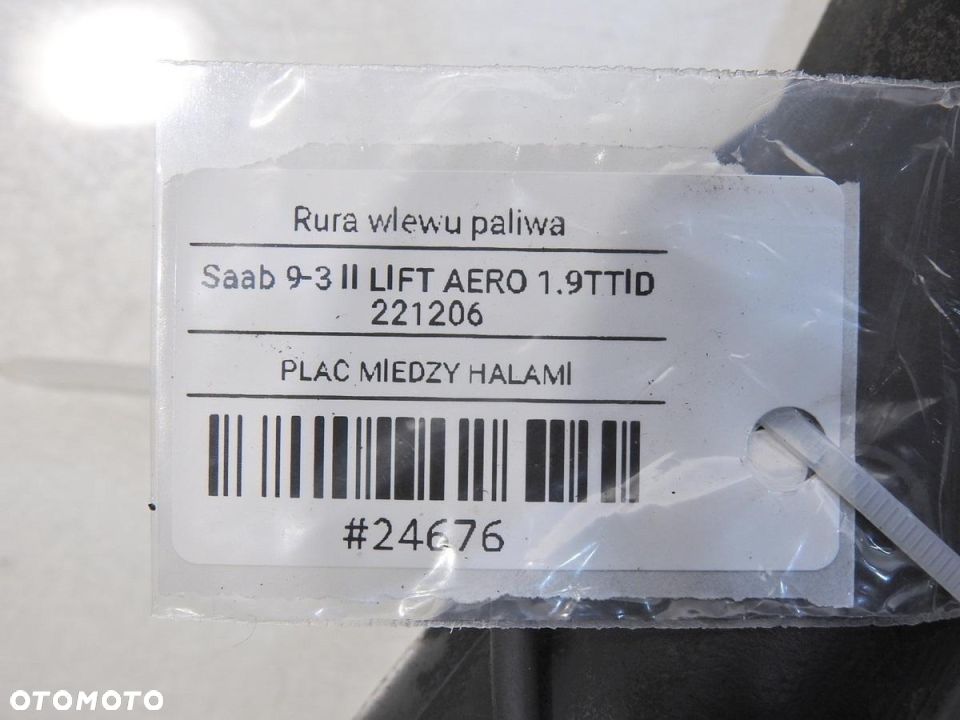 Rura wlewu paliwa
Saab 9-3 II LIFT AERO 1.9TTID
221206
PLAC MIEDZY HALAMI
#24676
OTOMOTO